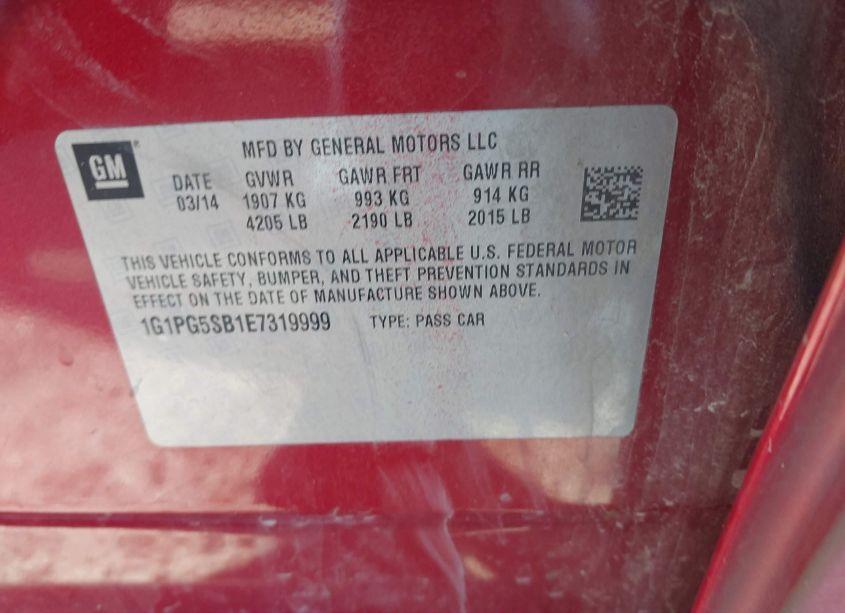 GM
MFD BY GENERAL MOTORS LLC
DATE GVWR GAWR FRT GAWR RR
03/14 1907 KG 993 KG 914 KG
4205 LB 2190 LB 2015 LB
THIS VEHICLE CONFORMS TO ALL APPLICABLE U.S. FEDERAL MOTOR
VEHICLE SAFETY, BUMPER, AND THEFT PREVENTION STANDARDS IN
EFFECT ON THE DATE OF MANUFACTURE SHOWN ABOVE.
1G1PG5SB1E7319999 TYPE: PASS CAR